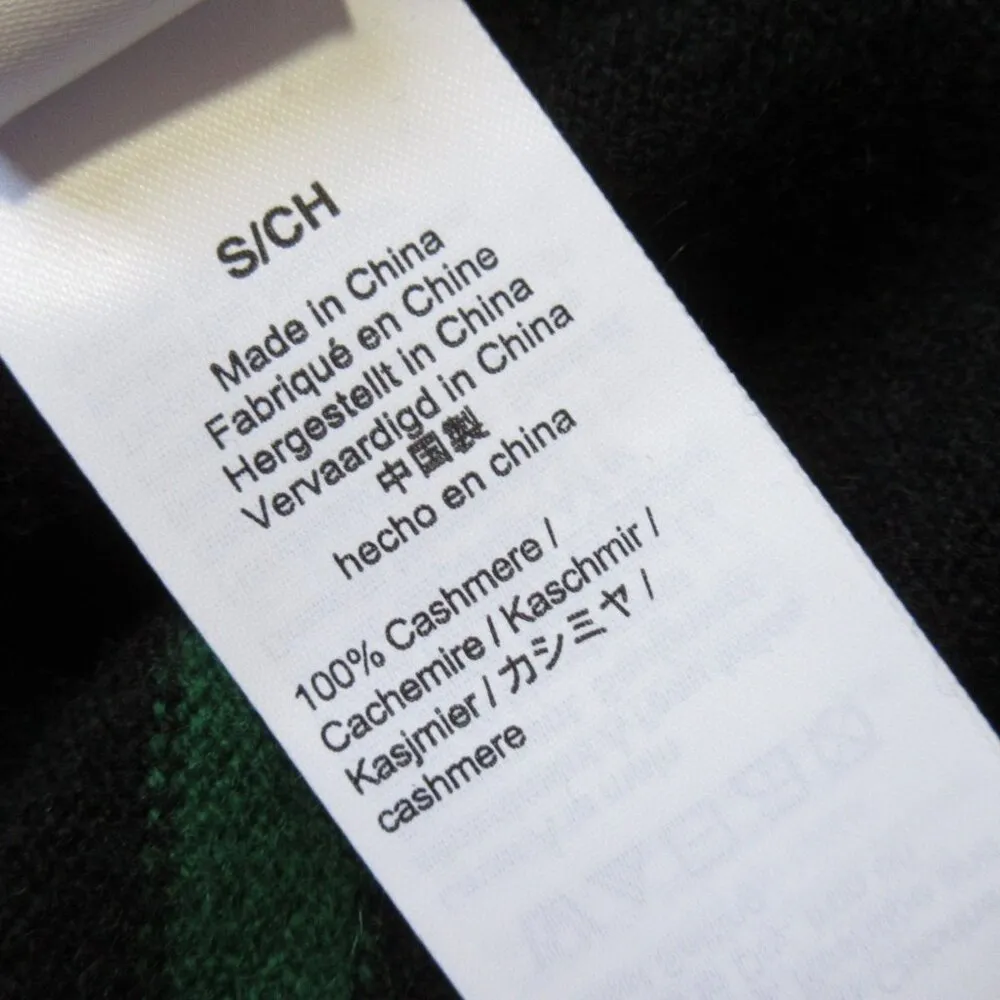 S/CH
Made in China
Fabriqué en Chine
Hergestellt in China
Vervaardigd in China
中国製
hecho en china
100% Cashmere /
Cachemire / Kaschmir /
Kasjmier / カシミヤ /
cashmere